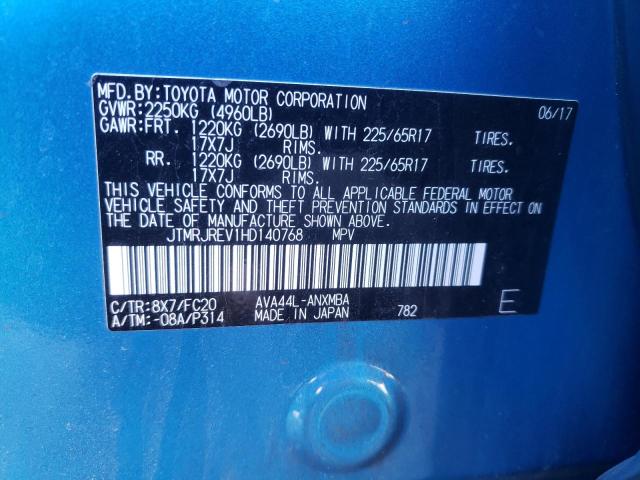 MFD.BY:TOYOTA MOTOR CORPORATION 06/17
GVWR:2250KG (4960LB)
GAWR:FRT. 1220KG (2690LB) WITH 225/65R17 TIRES.
17X7J RIMS.
RR. 1220KG (2690LB) WITH 225/65R17 TIRES.
17X7J RIMS.
THIS VEHICLE CONFORMS TO ALL APPLICABLE FEDERAL MOTOR
VEHICLE SAFETY AND THEFT PREVENTION STANDARDS IN EFFECT ON
THE DATE OF MANUFACTURE SHOWN ABOVE.
JTMRJREV1HD140768 MPV
C/TR:8X7/FC20 AVA44L-ANXMBA
A/TM:-08A/P314 MADE IN JAPAN 782 E